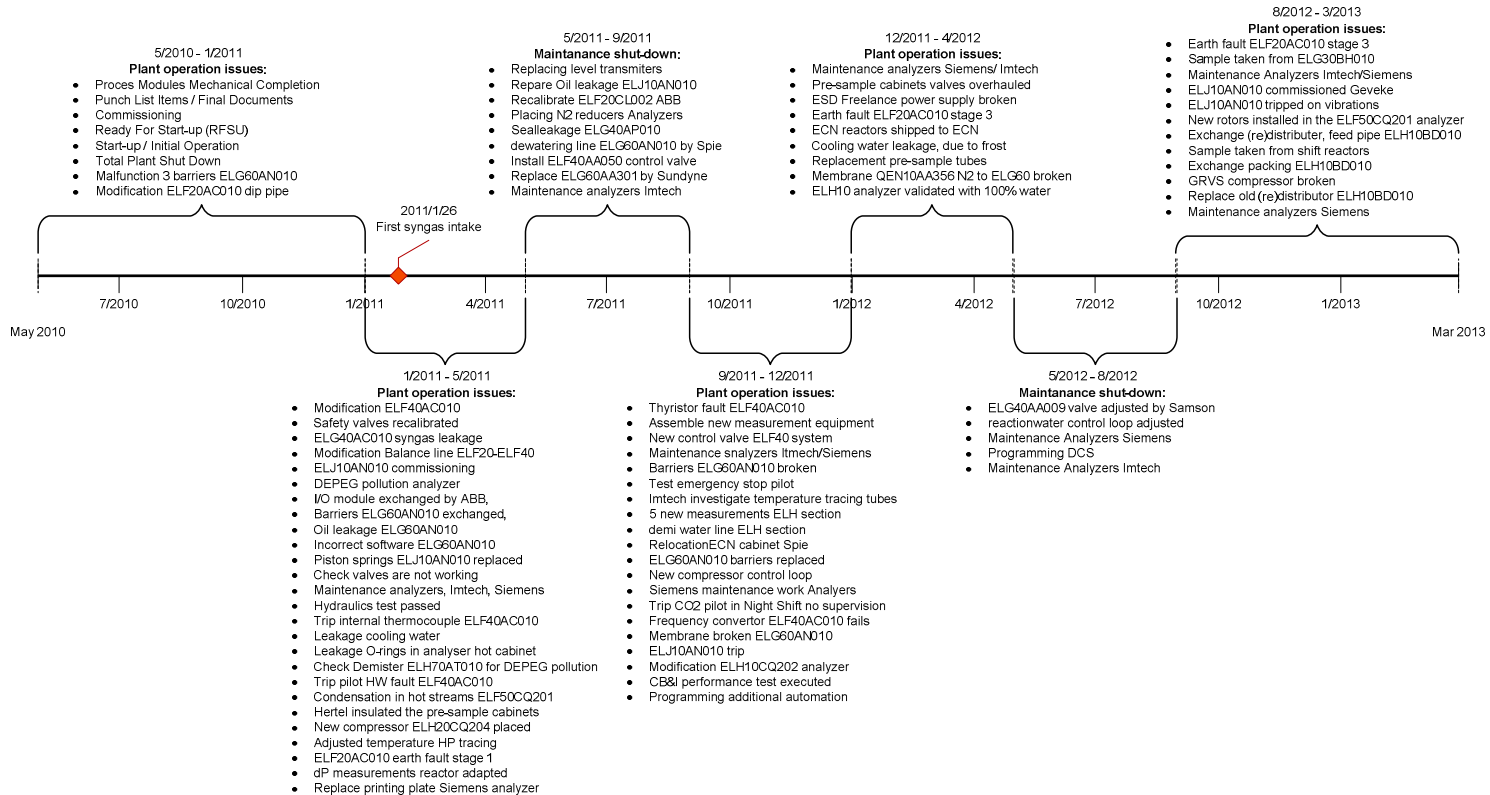 5/2010 - 1/2011
Plant operation issues:
• Proces Modules Mechanical Completion
• Punch List Items / Final Documents
• Commissioning
• Ready For Start-up (RFSU)
• Start-up / Initial Operation
• Total Plant Shut Down
• Malfunction 3 barriers ELG60AN010
• Modification ELF20AC010 dip pipe
2011/1/26
First syngas intake
5/2011 - 9/2011
Maintanance shut-down:
• Replacing level transmiters
• Repare Oil leakage ELJ10AN010
• Recalibrate ELF20CL002 ABB
• Placing N2 reducers Analyzers
• Sealleakage ELG40AP010
• dewatering line ELG60AN010 by Spie
• Install ELF40AA050 control valve
• Replace ELG60AA301 by Sundyne
• Maintenance analyzers Imtech
12/2011 - 4/2012
Plant operation issues:
• Maintenance analyzers Siemens/ Imtech
• Pre-sample cabinets valves overhauled
• ESD Freelance power supply broken
• Earth fault ELF20AC010 stage 3
• ECN reactors shipped to ECN
• Cooling water leakage, due to frost
• Replacement pre-sample tubes
• Membrane QEN10AA356 N2 to ELG60 broken
• ELH10 analyzer validated with 100% water
8/2012 - 3/2013
Plant operation issues:
• Earth fault ELF20AC010 stage 3
• Sample taken from ELG30BH010
• Maintenance Analyzers Imtech/Siemens
• ELJ10AN010 commissioned Geveke
• ELJ10AN010 tripped on vibrations
• New rotors installed in the ELF50CQ201 analyzer
• Exchange (re)distributer, feed pipe ELH10BD010
• Sample taken from shift reactors
• Exchange packing ELH10BD010
• GRVS compressor broken
• Replace old (re)distributor ELH10BD010
• Maintenance analyzers Siemens
7/2010
10/2010
1/2011
4/2011
7/2011
10/2011
1/2012
4/2012
7/2012
10/2012
1/2013
May 2010
Mar 2013
1/2011 - 5/2011
Plant operation issues:
• Modification ELF40AC010
• Safety valves recalibrated
• ELG40AC010 syngas leakage
• Modification Balance line ELF20-ELF40
• ELJ10AN010 commissioning
• DEPEG pollution analyzer
• I/O module exchanged by ABB,
• Barriers ELG60AN010 exchanged,
• Oil leakage ELG60AN010
• Incorrect software ELG60AN010
• Piston springs ELJ10AN010 replaced
• Check valves are not working
• Maintenance analyzers, Imtech, Siemens
• Hydraulics test passed
• Trip internal thermocouple ELF40AC010
• Leakage cooling water
• Leakage O-rings in analyser hot cabinet
• Check Demister ELH70AT010 for DEPEG pollution
• Trip pilot HW fault ELF40AC010
• Condensation in hot streams ELF50CQ201
• Hertel insulated the pre-sample cabinets
• New compressor ELH20CQ204 placed
• Adjusted temperature HP tracing
• ELF20AC010 earth fault stage 1
• dP measurements reactor adapted
• Replace printing plate Siemens analyzer
9/2011 - 12/2011
Plant operation issues:
• Thyristor fault ELF40AC010
• Assemble new measurement equipment
• New control valve ELF40 system
• Maintenance snalyzers Itmech/Siemens
• Barriers ELG60AN010 broken
• Test emergency stop pilot
• Imtech investigate temperature tracing tubes
• 5 new measurements ELH section
• demi water line ELH section
• RelocationECN cabinet Spie
• ELG60AN010 barriers replaced
• New compressor control loop
• Siemens maintenance work Analyers
• Trip CO2 pilot in Night Shift no supervision
• Frequency convertor ELF40AC010 fails
• Membrane broken ELG60AN010
• ELJ10AN010 trip
• Modification ELH10CQ202 analyzer
• CB&I performance test executed
• Programming additional automation
5/2012 - 8/2012
Maintanance shut-down:
• ELG40AA009 valve adjusted by Samson
• reactionwater control loop adjusted
• Maintenance Analyzers Siemens
• Programming DCS
• Maintenance Analyzers Imtech